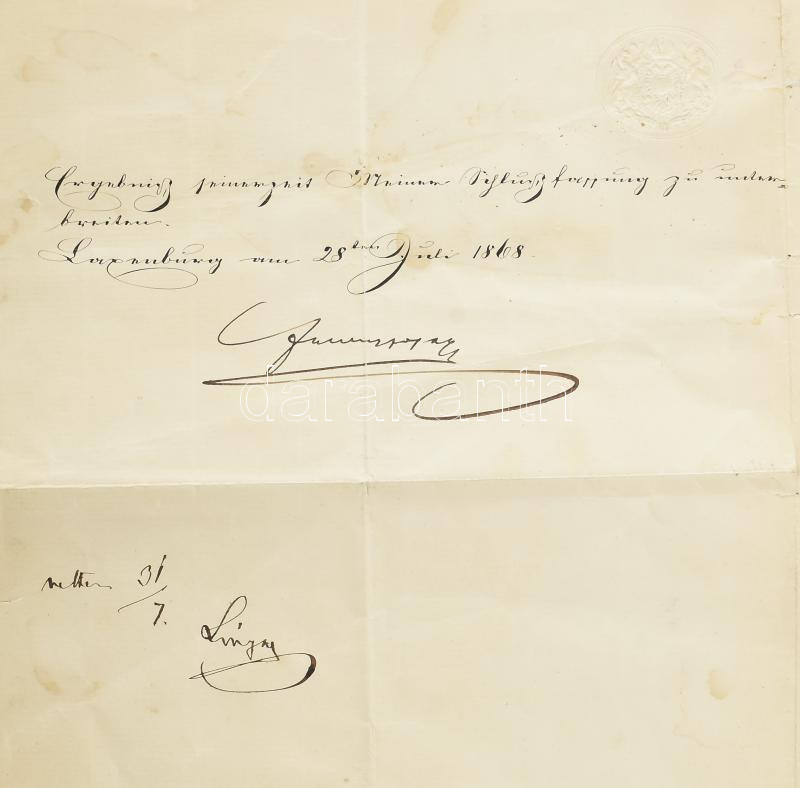 Ergebniß seinerzeit Meiner Schlußfassung zu unter-
breiten.
Laxenburg am 28ten Juli 1868.
darabanth
31/7.